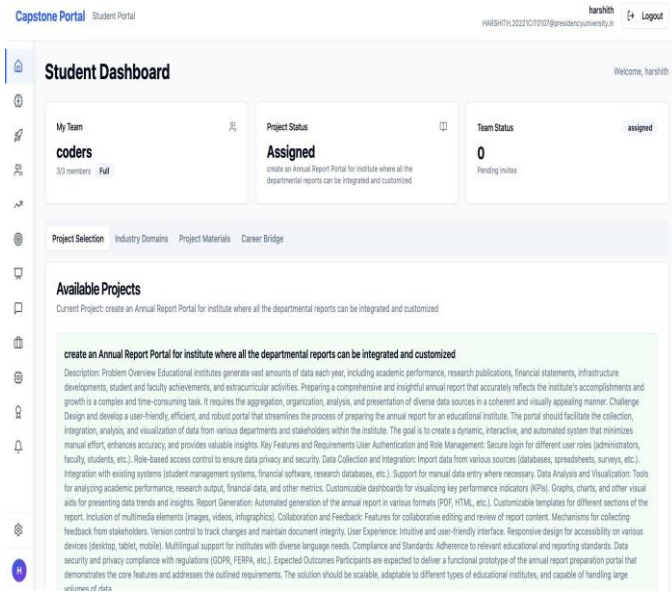 Capstone Portal Student Portal
harshith
HARSHITH.20221CIT0107@presidencyuniversity.in
Logout
Student Dashboard
Welcome, harshith
My Team
coders
3/3 members Full
Project Status
Assigned
create an Annual Report Portal for institute where all the
departmental reports can be integrated and customized
Team Status
assigned
0
Pending invites
Project Selection Industry Domains Project Materials Career Bridge
Available Projects
Current Project: create an Annual Report Portal for institute where all the departmental reports can be integrated and customized
create an Annual Report Portal for institute where all the departmental reports can be integrated and customized
Description: Problem Overview Educational institutes generate vast amounts of data each year, including academic performance, research publications, financial statements, infrastructure
developments, student and faculty achievements, and extracurricular activities. Preparing a comprehensive and insightful annual report that accurately reflects the institute's accomplishments and
growth is a complex and time-consuming task. It requires the aggregation, organization, analysis, and presentation of diverse data sources in a coherent and visually appealing manner. Challenge
Design and develop a user-friendly, efficient, and robust portal that streamlines the process of preparing the annual report for an educational institute. The portal should facilitate the collection,
integration, analysis, and visualization of data from various departments and stakeholders within the institute. The goal is to create a dynamic, interactive, and automated system that minimizes
manual effort, enhances accuracy, and provides valuable insights. Key Features and Requirements User Authentication and Role Management: Secure login for different user roles (administrators,
faculty, students, etc.). Role-based access control to ensure data privacy and security. Data Collection and Integration: Import data from various sources (databases, spreadsheets, surveys, etc.).
Integration with existing systems (student management systems, financial software, research databases, etc.). Support for manual data entry where necessary. Data Analysis and Visualization: Tools
for analyzing academic performance, research output, financial data, and other metrics. Customizable dashboards for visualizing key performance indicators (KPIs). Graphs, charts, and other visual
aids for presenting data trends and insights. Report Generation: Automated generation of the annual report in various formats (PDF, HTML, etc.). Customizable templates for different sections of the
report. Inclusion of multimedia elements (images, videos, infographics). Collaboration and Feedback: Features for collaborative editing and review of report content. Mechanisms for collecting
feedback from stakeholders. Version control to track changes and maintain document integrity. User Experience: Intuitive and user-friendly interface. Responsive design for accessibility on various
devices (desktop, tablet, mobile). Multilingual support for institutes with diverse language needs. Compliance and Standards: Adherence to relevant educational and reporting standards. Data
security and privacy compliance with regulations (GDPR, FERPA, etc.). Expected Outcomes Participants are expected to deliver a functional prototype of the annual report preparation portal that
demonstrates the core features and addresses the outlined requirements. The solution should be scalable, adaptable to different types of educational institutes, and capable of handling large
volumes of data.
H